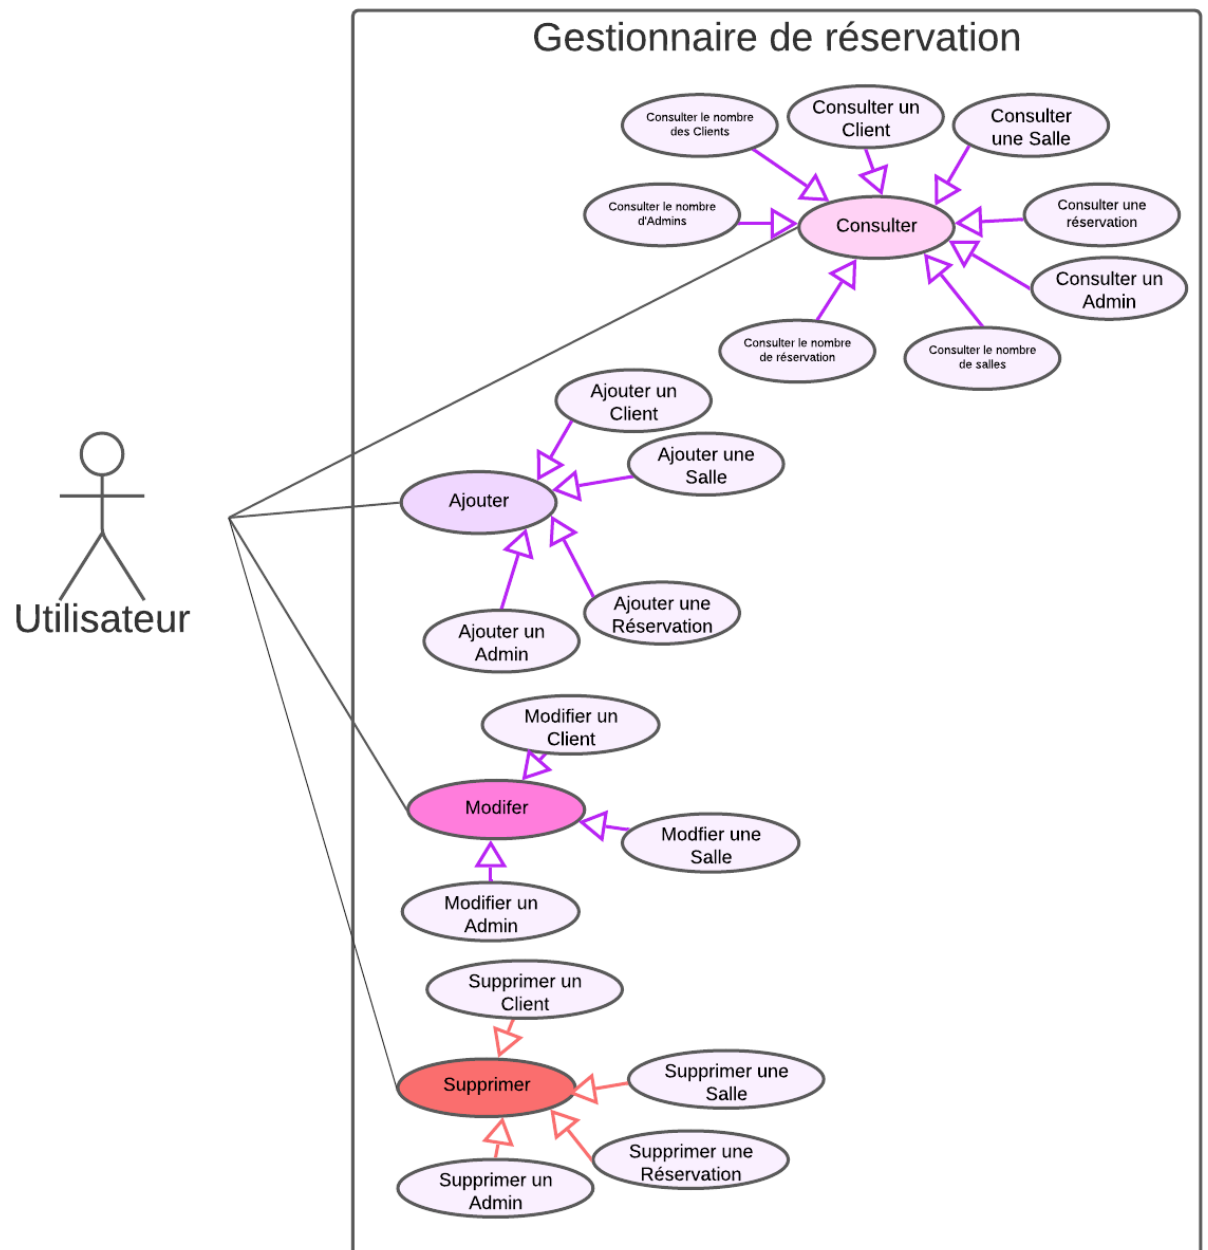 Gestionnaire de réservation
Consulter le nombre
des Clients
Consulter un
Client
Consulter
une Salle
Consulter le nombre
d'Admins
Consulter
Consulter une
réservation
Consulter un
Admin
Consulter le nombre
de réservation
Consulter le nombre
de salles
Ajouter un
Client
Ajouter une
Salle
Ajouter
Ajouter une
Réservation
Ajouter un
Admin
Utilisateur
Modifier un
Client
Modifer
Modfier une
Salle
Modifier un
Admin
Supprimer un
Client
Supprimer
Supprimer une
Salle
Supprimer une
Réservation
Supprimer un
Admin